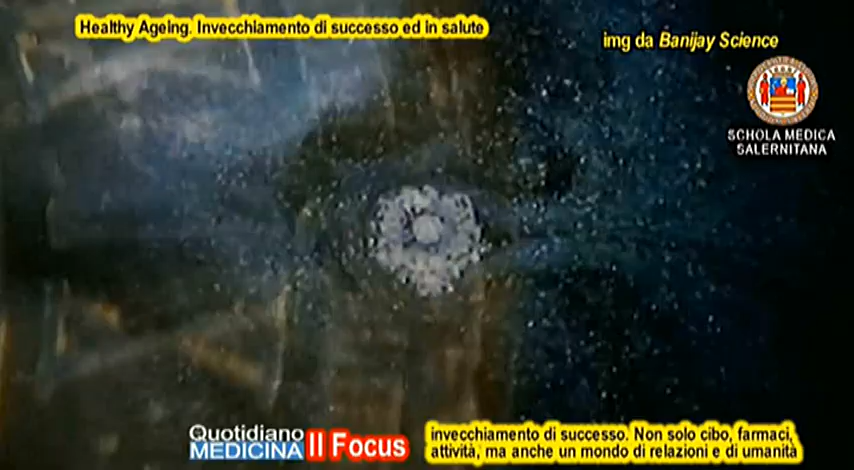 Healthy Ageing. Invecchiamento di successo ed in salute
img da Banijay Science
SCHOLA MEDICA
SALERNITANA
Quotidiano
MEDICINA
Il Focus
invecchiamento di successo. Non solo cibo, farmaci,
attività, ma anche un mondo di relazioni e di umanità